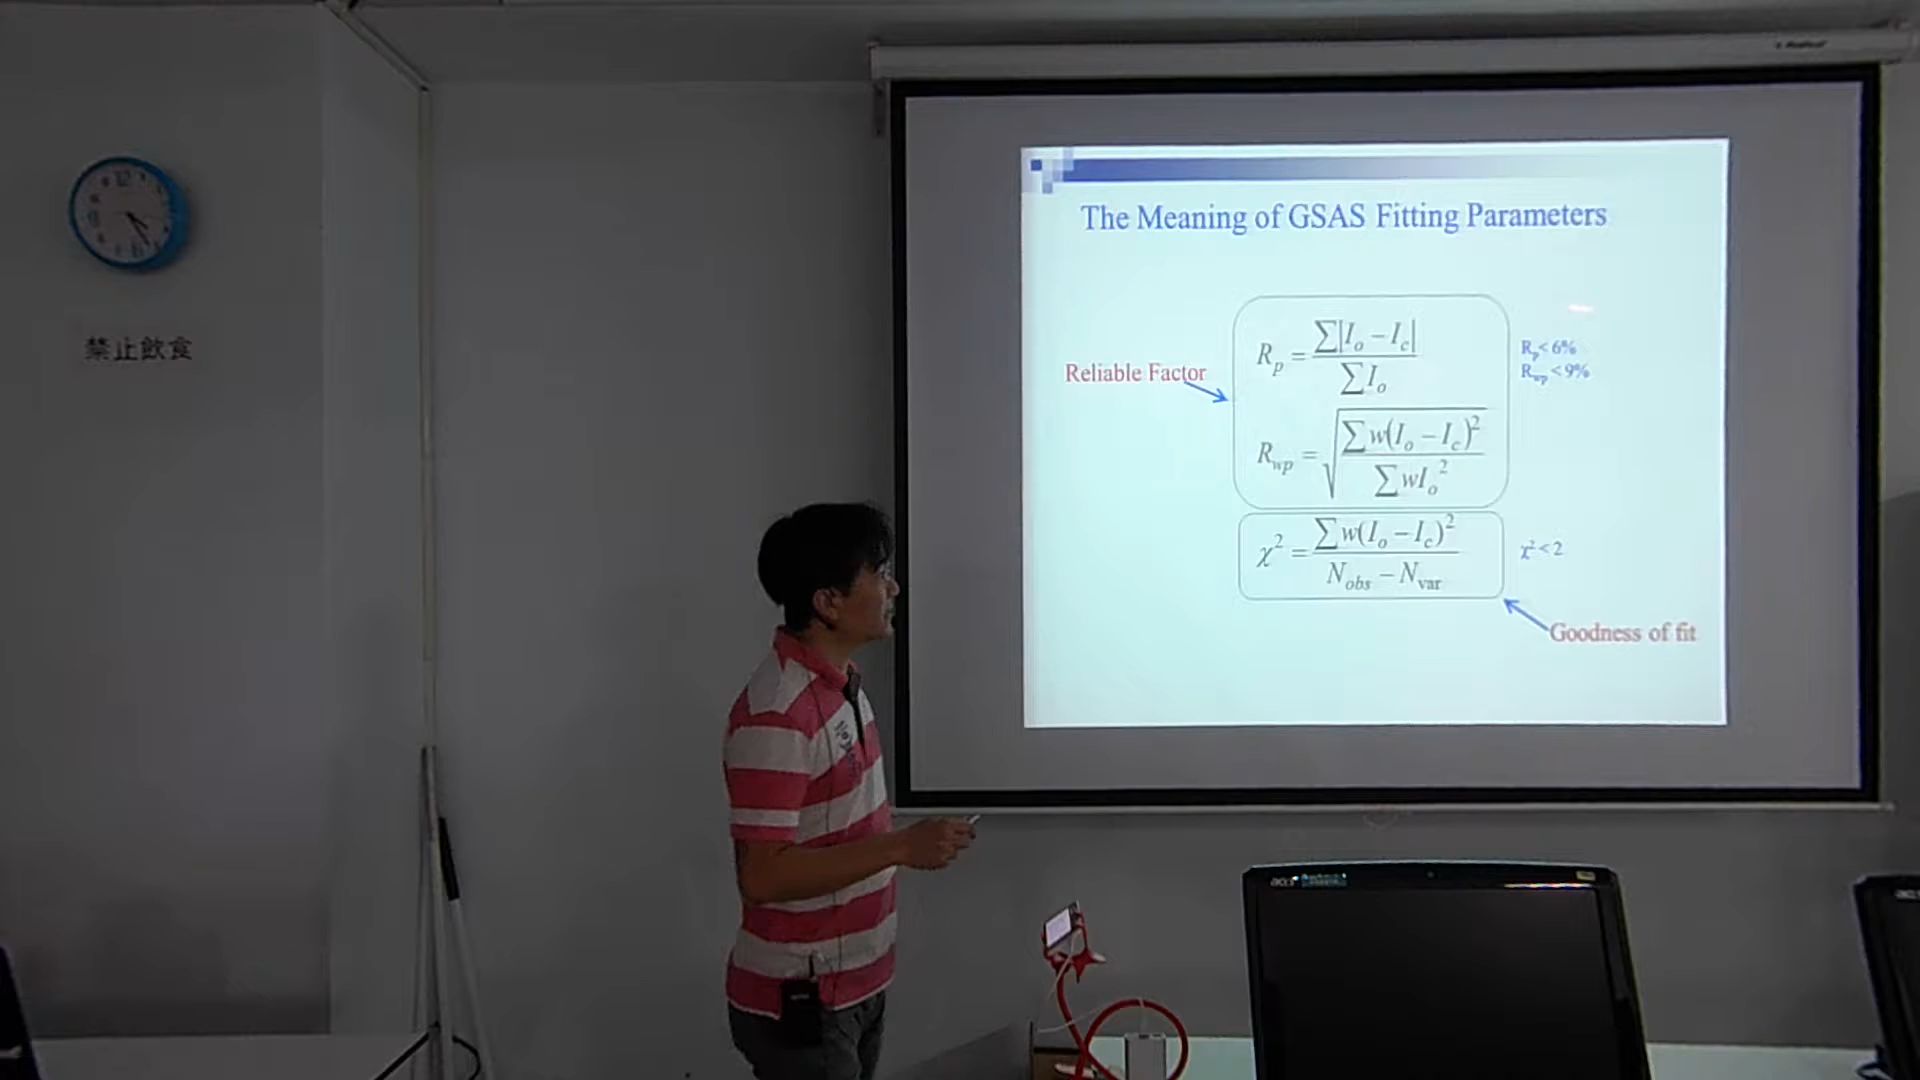 禁止飲食
The Meaning of GSAS Fitting Parameters
Reliable Factor
R_p = ∑|I_o − I_c| / ∑I_o
R_p < 6%
R_wp < 9%
R_wp = √(∑w(I_o − I_c)² / ∑wI_o²)
χ² = ∑w(I_o − I_c)² / (N_obs − N_var)
χ² < 2
Goodness of fit
12
acer